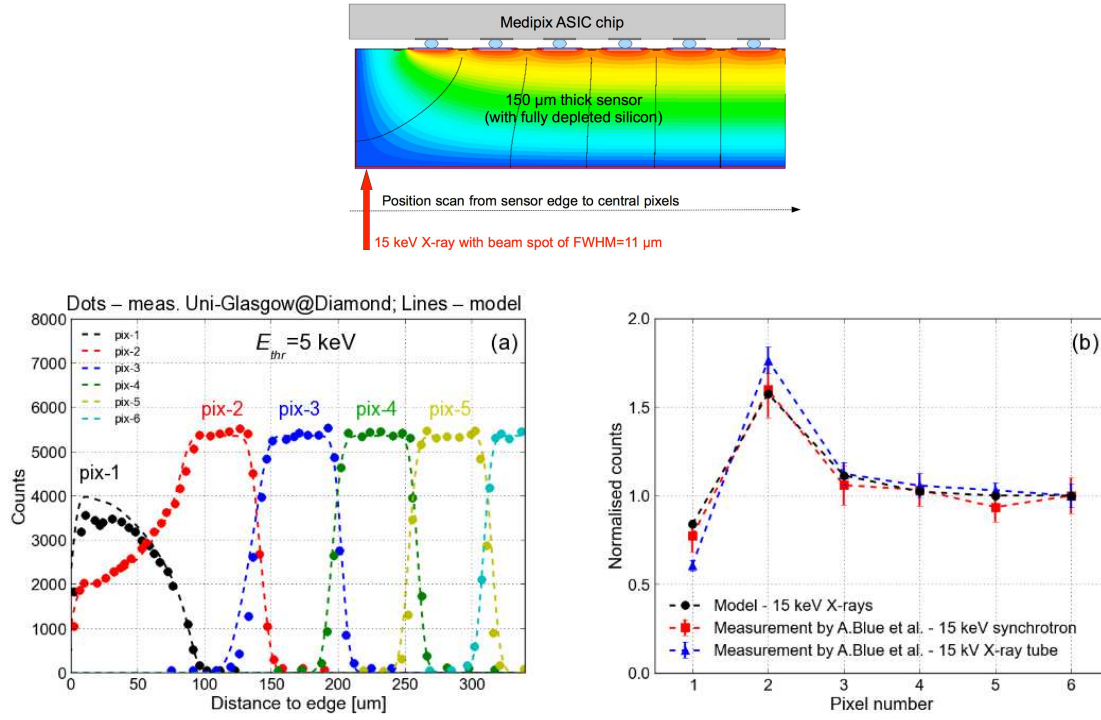 Medipix ASIC chip
150 µm thick sensor
(with fully depleted silicon)
Position scan from sensor edge to central pixels
15 keV X-ray with beam spot of FWHM=11 µm
Dots – meas. Uni-Glasgow@Diamond; Lines – model
8000
7000
6000
5000
4000
3000
2000
1000
0
Counts
pix-1
pix-2
pix-3
pix-4
pix-5
pix-6
E_thr=5 keV
(a)
pix-1
pix-2
pix-3
pix-4
pix-5
0
50
100
150
200
250
300
Distance to edge [um]
2.0
1.5
1.0
0.5
0.0
Normalised counts
(b)
Model - 15 keV X-rays
Measurement by A.Blue et al. - 15 keV synchrotron
Measurement by A.Blue et al. - 15 kV X-ray tube
1
2
3
4
5
6
Pixel number